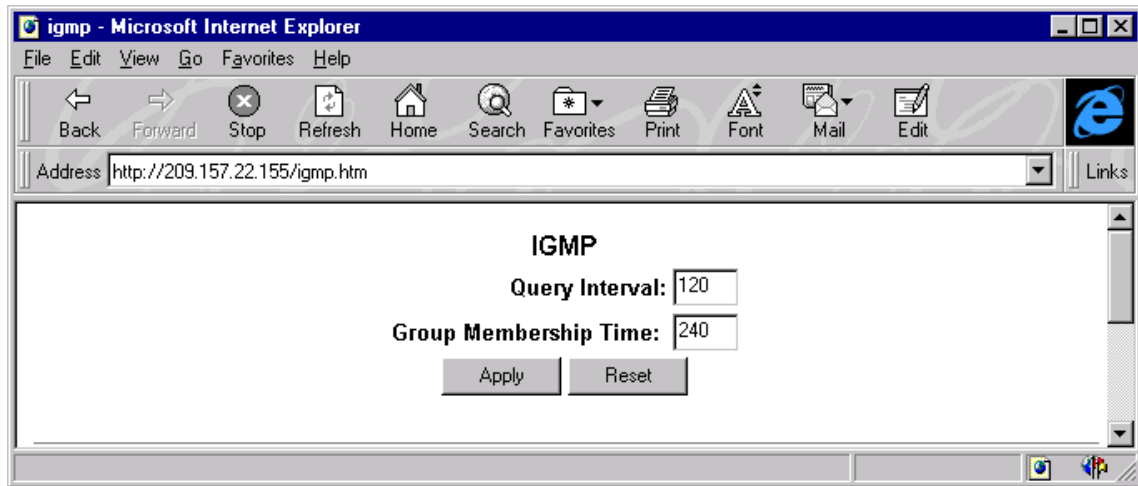 igmp - Microsoft Internet Explorer
File Edit View Go Favorites Help
Back Forward Stop Refresh Home Search Favorites Print Font Mail Edit
Address http://209.157.22.155/igmp.htm Links
IGMP
Query Interval: 120
Group Membership Time: 240
Apply Reset